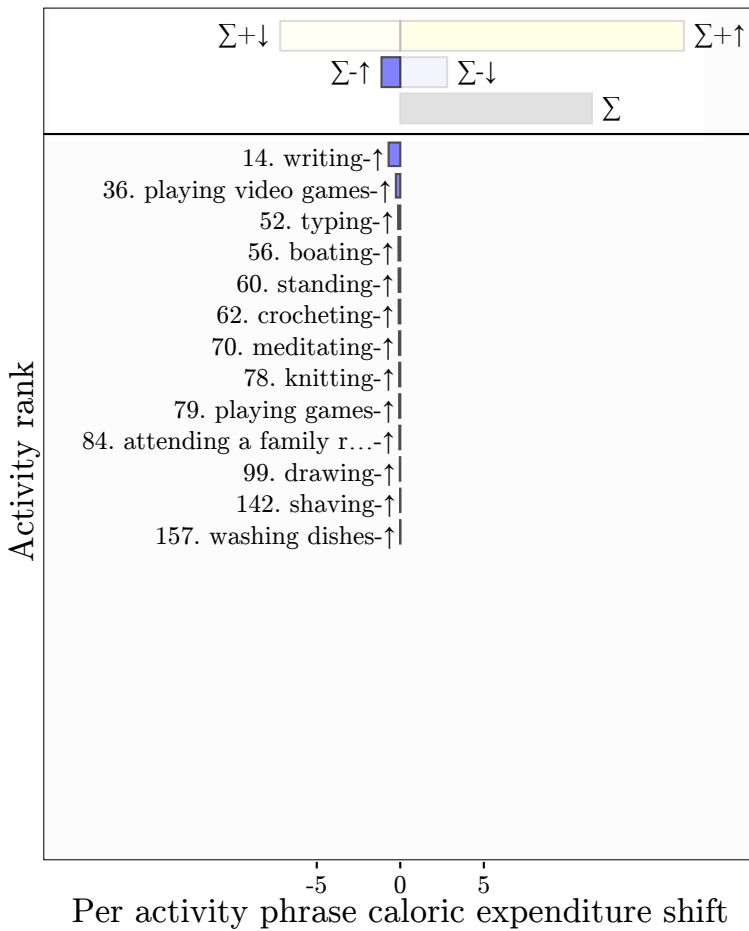 ∑+↓ ∑+↑
∑-↑ ∑-↓
∑
14. writing-↑
36. playing video games-↑
52. typing-↑
56. boating-↑
60. standing-↑
62. crocheting-↑
70. meditating-↑
78. knitting-↑
79. playing games-↑
84. attending a family r...-↑
99. drawing-↑
142. shaving-↑
157. washing dishes-↑
Activity rank
-5 0 5
Per activity phrase caloric expenditure shift